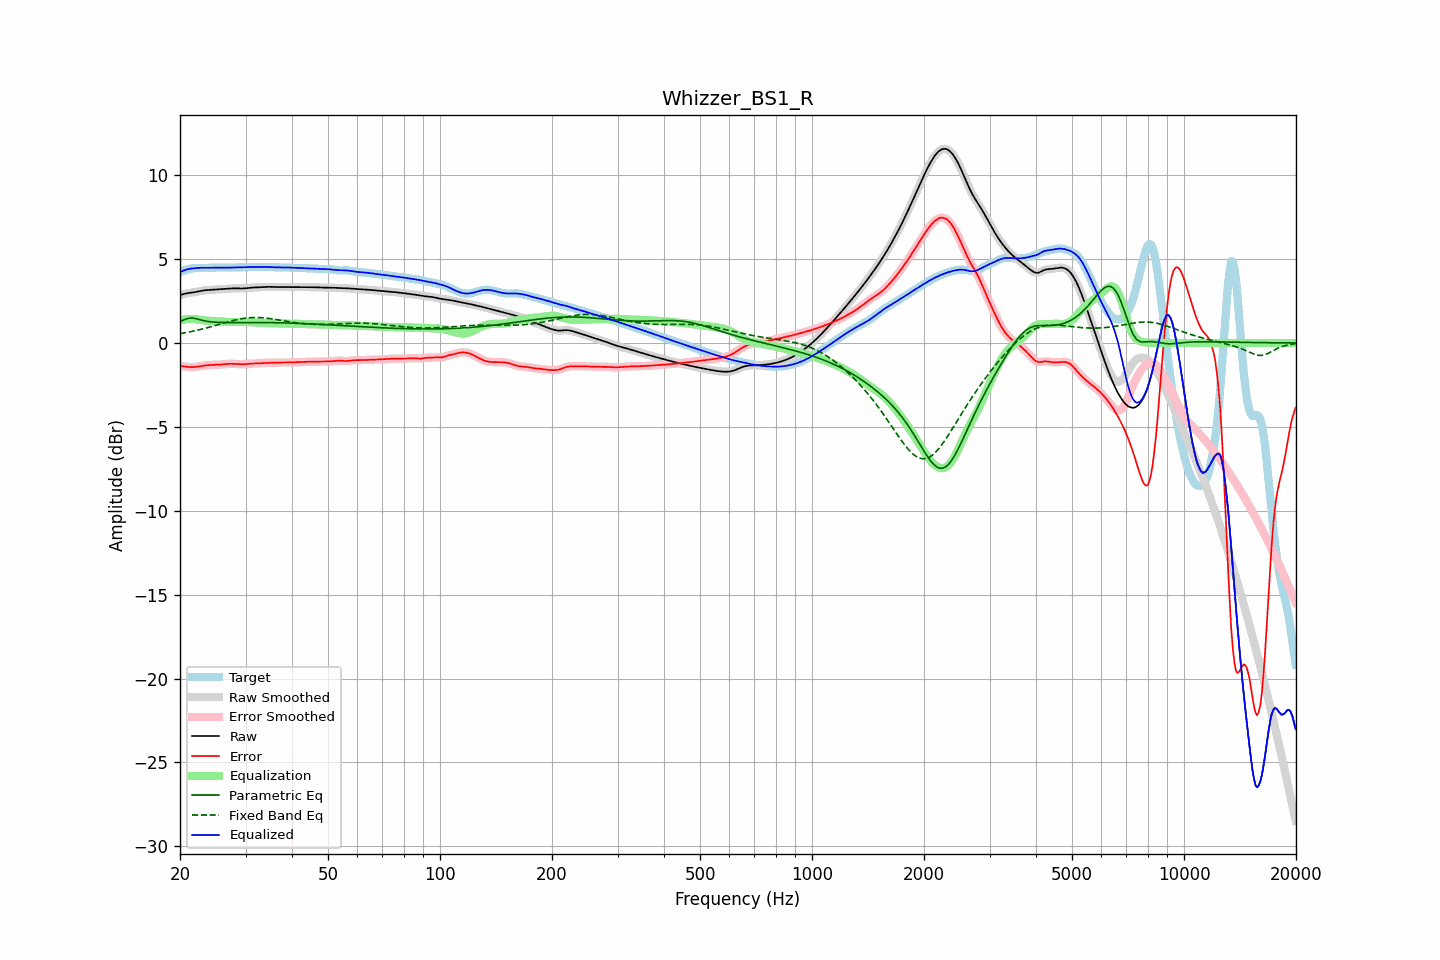 Whizzer_BS1_R
Amplitude (dBr)
10
5
0
−5
−10
−15
−20
−25
−30
Target
Raw Smoothed
Error Smoothed
Raw
Error
Equalization
Parametric Eq
Fixed Band Eq
Equalized
20 50 100 200 500 1000 2000 5000 10000 20000
Frequency (Hz)